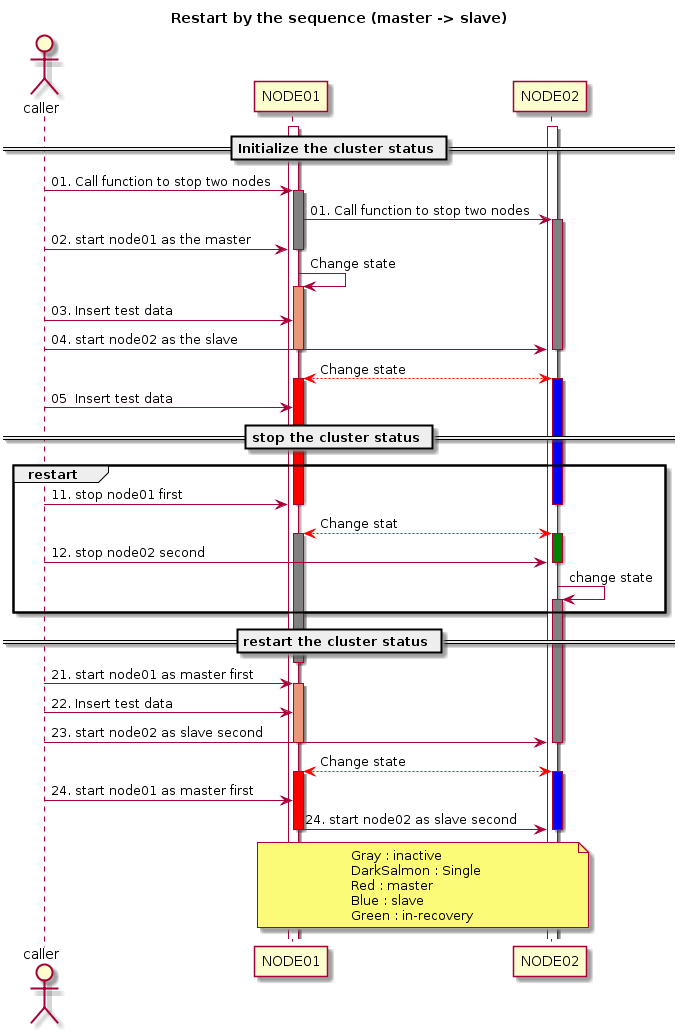 Restart by the sequence (master -> slave)
caller
NODE01
NODE02
Initialize the cluster status
01. Call function to stop two nodes
01. Call function to stop two nodes
02. start node01 as the master
Change state
03. Insert test data
04. start node02 as the slave
Change state
05  Insert test data
stop the cluster status
restart
11. stop node01 first
Change stat
12. stop node02 second
change state
restart the cluster status
21. start node01 as master first
22. Insert test data
23. start node02 as slave second
Change state
24. start node01 as master first
24. start node02 as slave second
Gray : inactive
DarkSalmon : Single
Red : master
Blue : slave
Green : in-recovery
caller
NODE01
NODE02